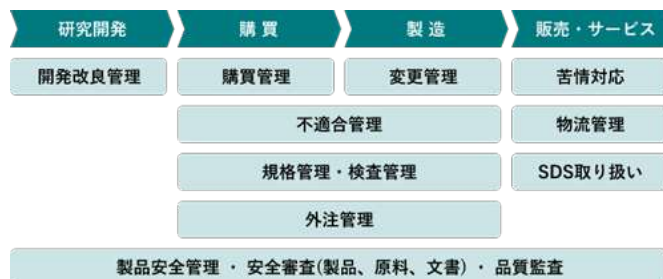 研究開発
購買
製造
販売・サービス
開発改良管理
購買管理
変更管理
苦情対応
不適合管理
物流管理
規格管理・検査管理
SDS取り扱い
外注管理
製品安全管理 ・ 安全審査(製品、原料、文書) ・ 品質監査